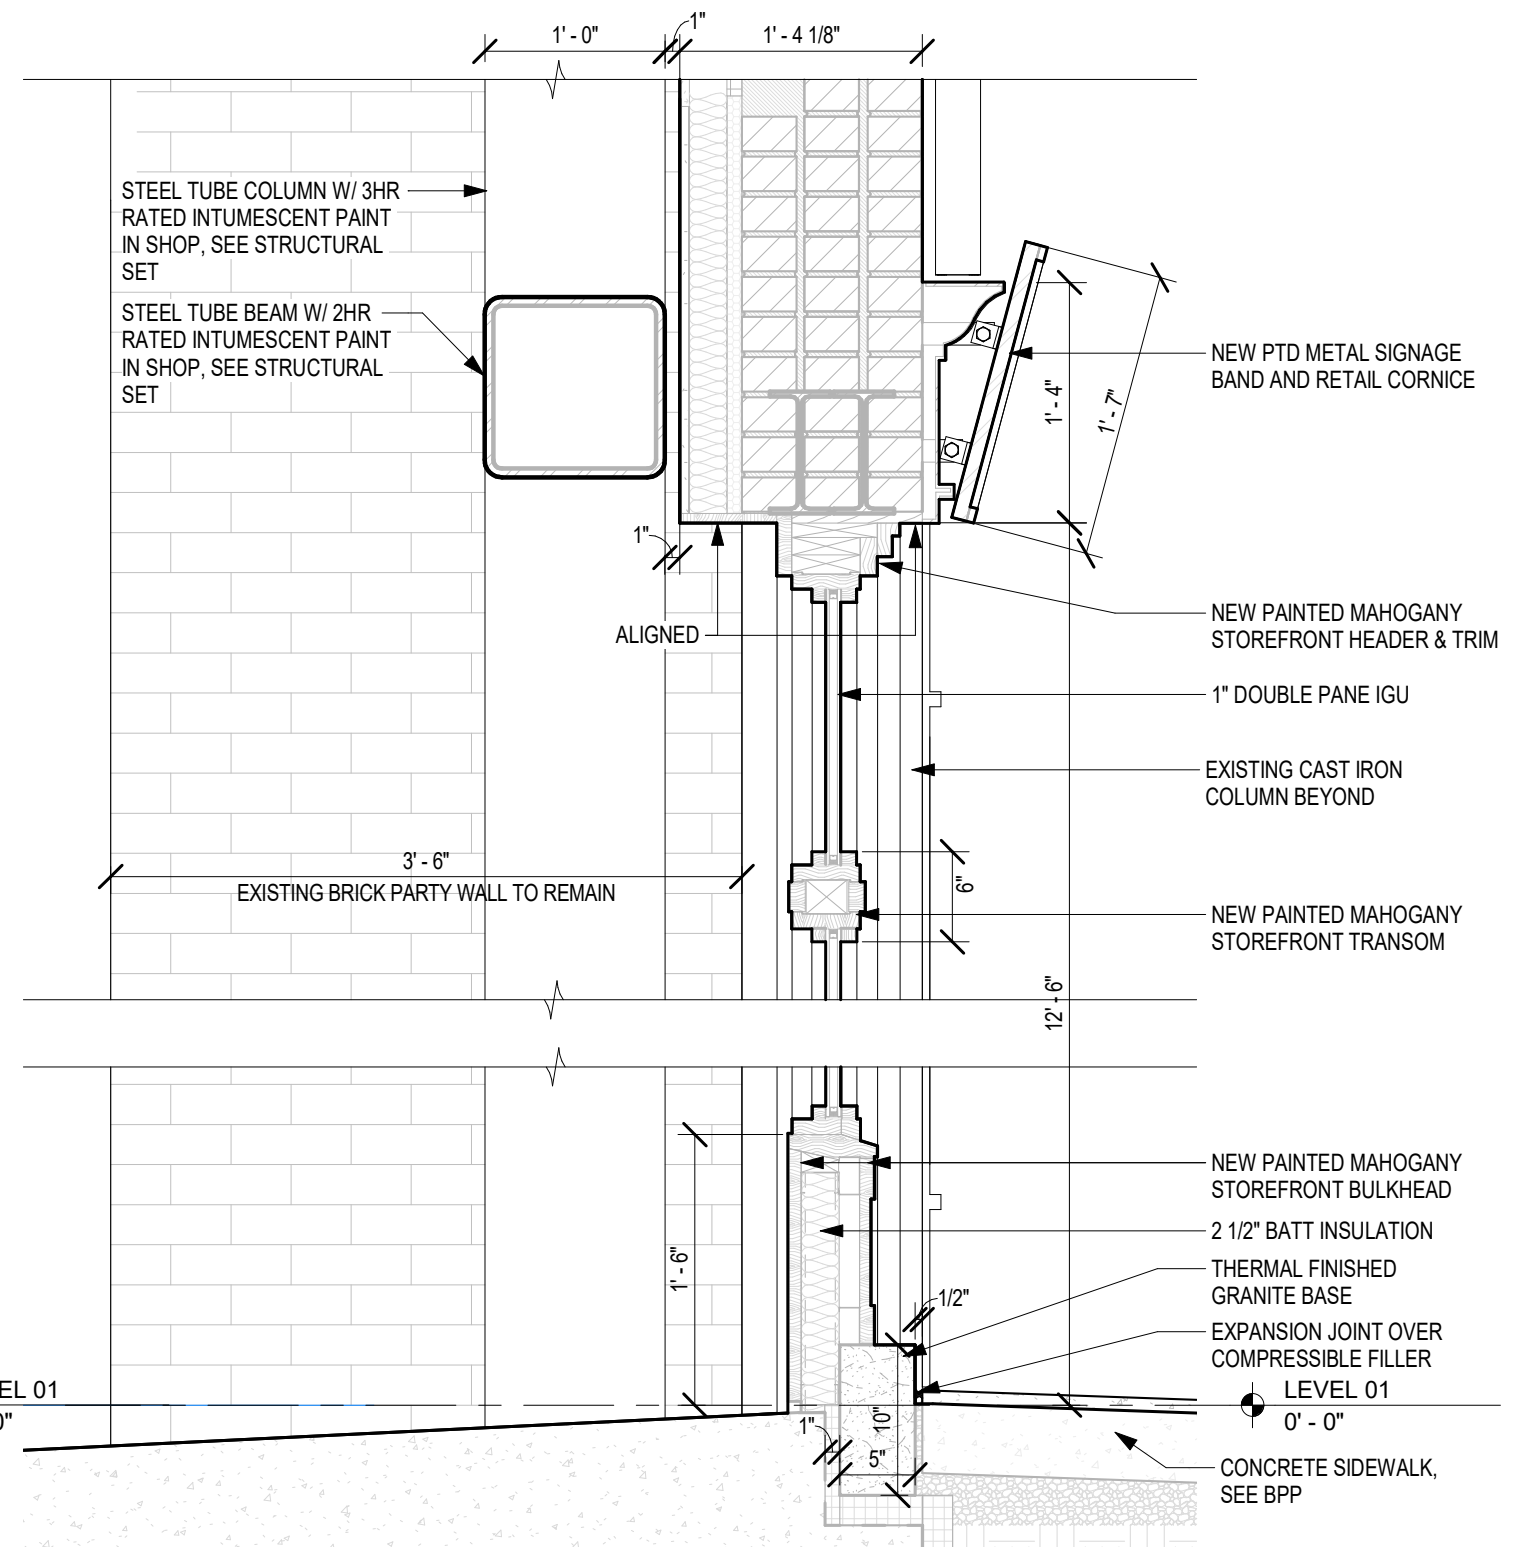 1' - 0"
1"
1' - 4 1/8"
STEEL TUBE COLUMN W/ 3HR
RATED INTUMESCENT PAINT
IN SHOP, SEE STRUCTURAL
SET
STEEL TUBE BEAM W/ 2HR
RATED INTUMESCENT PAINT
IN SHOP, SEE STRUCTURAL
SET
NEW PTD METAL SIGNAGE
BAND AND RETAIL CORNICE
1' - 4"
1' - 7"
1"
ALIGNED
NEW PAINTED MAHOGANY
STOREFRONT HEADER & TRIM
1" DOUBLE PANE IGU
EXISTING CAST IRON
COLUMN BEYOND
3' - 6"
EXISTING BRICK PARTY WALL TO REMAIN
6"
NEW PAINTED MAHOGANY
STOREFRONT TRANSOM
12' - 6"
NEW PAINTED MAHOGANY
STOREFRONT BULKHEAD
2 1/2" BATT INSULATION
1' - 6"
THERMAL FINISHED
GRANITE BASE
1/2"
EXPANSION JOINT OVER
COMPRESSIBLE FILLER
EL 01
0"
LEVEL 01
0' - 0"
1"
10"
5"
CONCRETE SIDEWALK,
SEE BPP